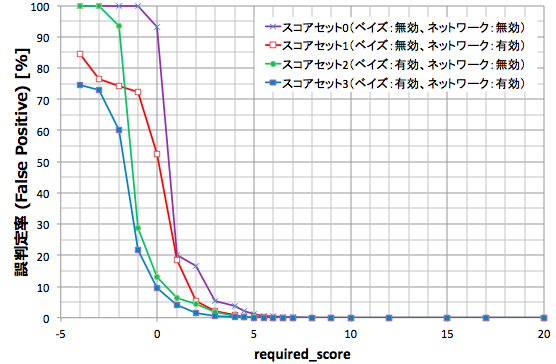 100
90
80
70
60
50
40
30
20
10
0
-5
0
5
10
15
20
誤判定率 (False Positive) [%]
required_score
スコアセット0(ベイズ:無効、ネットワーク:無効)
スコアセット1(ベイズ:無効、ネットワーク:有効)
スコアセット2(ベイズ:有効、ネットワーク:無効)
スコアセット3(ベイズ:有効、ネットワーク:有効)